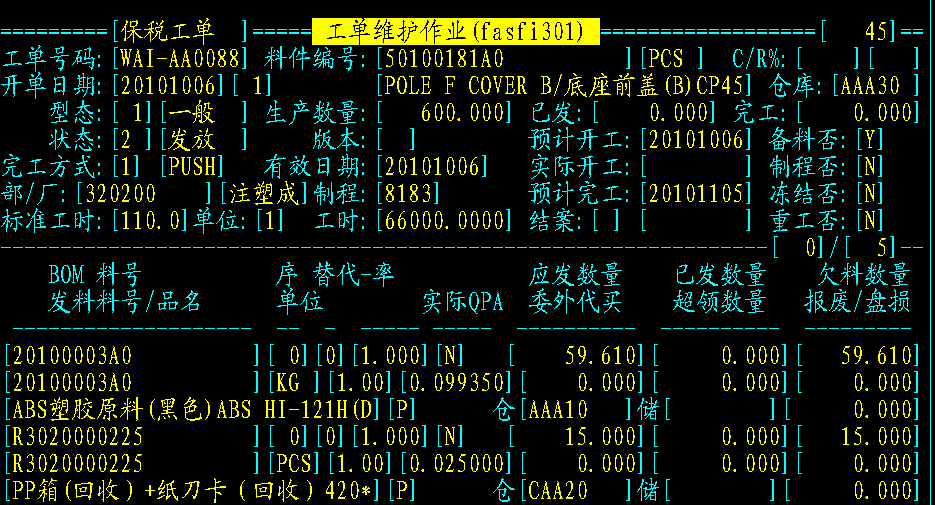 =========[保税工单 ]===== 工单维护作业(fasfi301) ================[ 45]==
工单号码:[WAI-AA0088] 料件编号:[50100181A0 ][PCS ] C/R%:[ ][ ]
开单日期:[20101006][ 1] [POLE F COVER B/底座前盖(B)CP45] 仓库:[AAA30 ]
型态:[ 1][一般 ] 生产数量:[ 600.000] 已发:[ 0.000] 完工:[ 0.000]
状态:[2 ][发放 ] 版本:[ ] 预计开工:[20101006] 备料否:[Y]
完工方式:[1] [PUSH] 有效日期:[20101006] 实际开工:[ ] 制程否:[N]
部/厂:[320200 ][注塑成]制程:[8183] 预计完工:[20101105] 冻结否:[N]
标准工时:[110.0]单位:[1] 工时:[66000.0000] 结案:[ ] [ ] 重工否:[N]
------------------------------------------------------------[ 0]/[ 5]--
BOM 料号 序 替代-率 应发数量 已发数量 欠料数量
发料料号/品名 单位 实际QPA 委外代买 超领数量 报废/盘损
-------------------- -- - ----- ------- ---------- ---------- ---------
[20100003A0 ][ 0][0][1.000][N] [ 59.610][ 0.000][ 59.610]
[20100003A0 ][KG ][1.00][0.099350][ 0.000][ 0.000][ 0.000]
[ABS塑胶原料(黑色)ABS HI-121H(D][P] 仓[AAA10 ]储[ ][ 0.000]
[R3020000225 ][ 0][0][1.000][N] [ 15.000][ 0.000][ 15.000]
[R3020000225 ][PCS][1.00][0.025000][ 0.000][ 0.000][ 0.000]
[PP箱(回收)+纸刀卡(回收)420*][P] 仓[CAA20 ]储[ ][ 0.000]